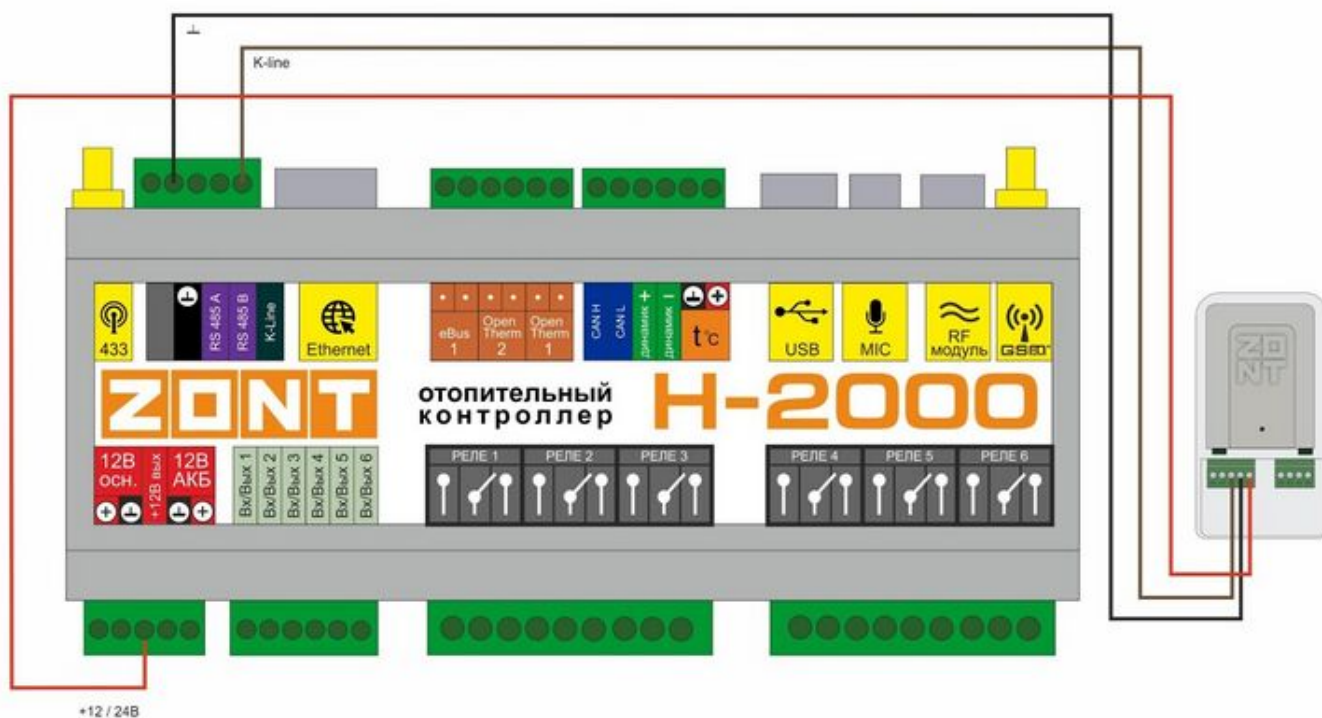 ⊥
K-line
433
RS 485 A
RS 485 B
K-Line
Ethernet
eBus 1
Open Therm 2
Open Therm 1
CAN H
CAN L
динамик +
динамик –
t°C
USB
MIC
RF модуль
ZONT
отопительный
контроллер
H-2000
ZONT
12В осн.
+12В вых
12В АКБ
Вх/Вых 1
Вх/Вых 2
Вх/Вых 3
Вх/Вых 4
Вх/Вых 5
Вх/Вых 6
РЕЛЕ 1
РЕЛЕ 2
РЕЛЕ 3
РЕЛЕ 4
РЕЛЕ 5
РЕЛЕ 6
+12 / 24В